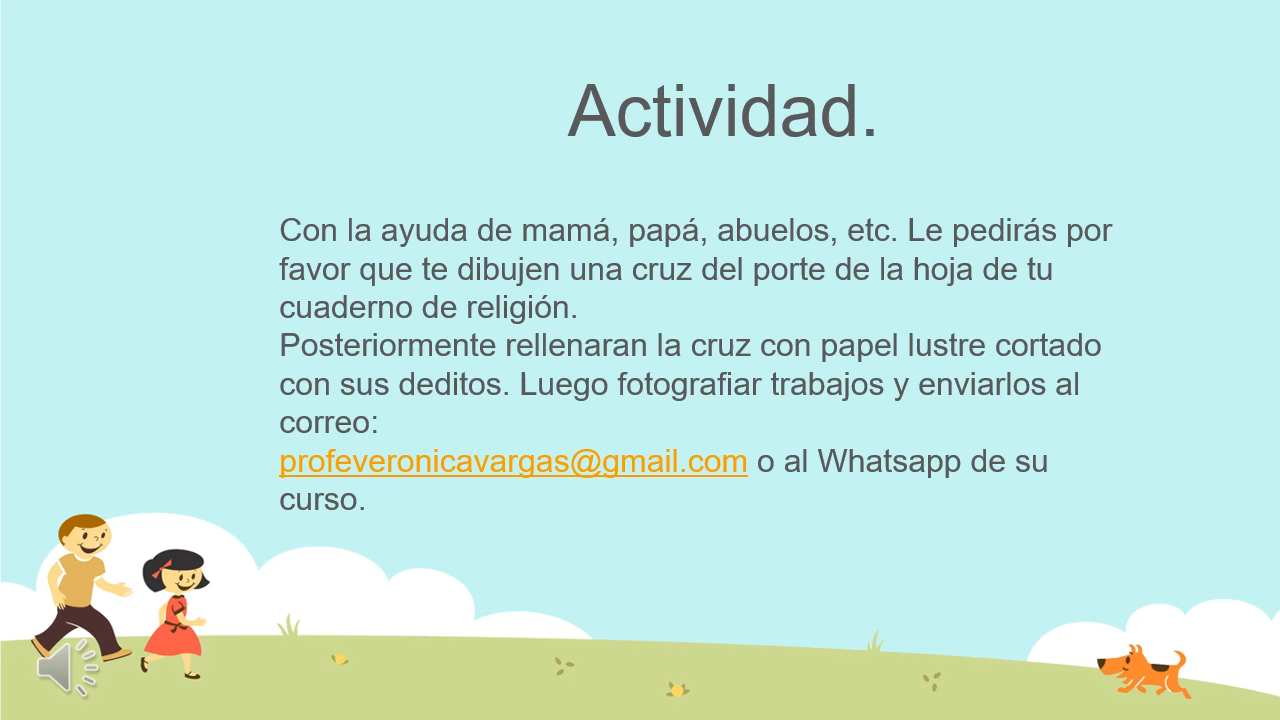 Actividad.
Con la ayuda de mamá, papá, abuelos, etc. Le pedirás por
favor que te dibujen una cruz del porte de la hoja de tu
cuaderno de religión.
Posteriormente rellenaran la cruz con papel lustre cortado
con sus deditos. Luego fotografiar trabajos y enviarlos al
correo:
profeveronicavargas@gmail.com o al Whatsapp de su
curso.